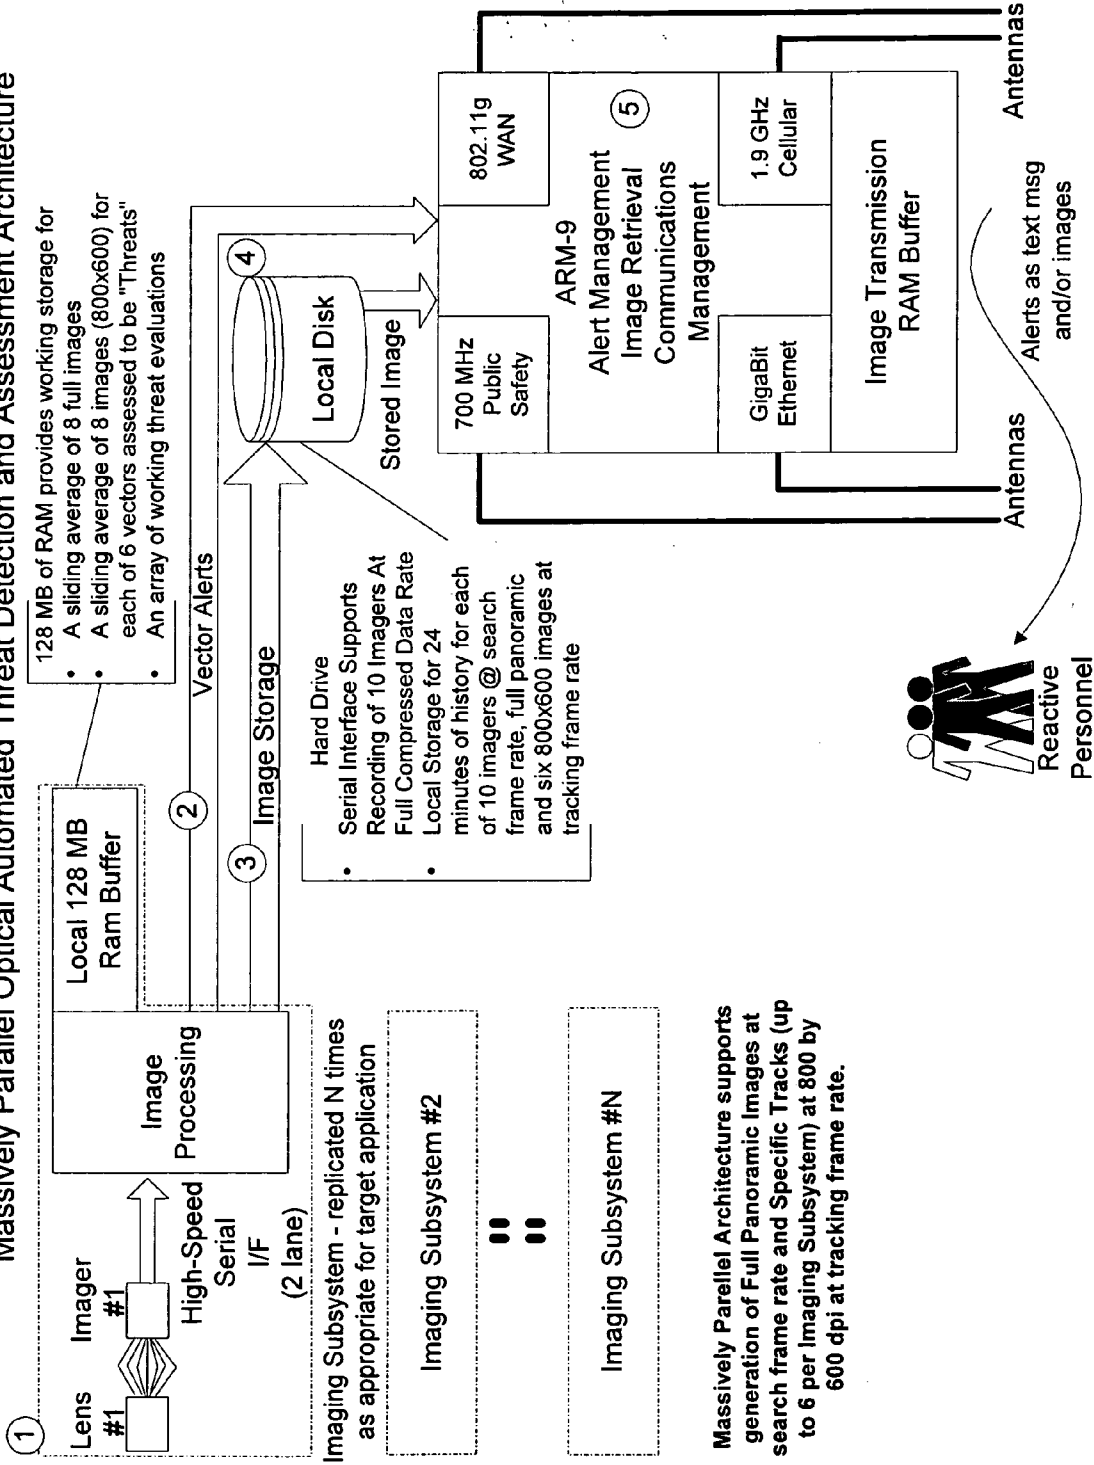 Massively Parallel Optical Automated Threat Detection and Assessment Architecture
1
Lens
#1
Imager
#1
High-Speed
Serial
I/F
(2 lane)
Image
Processing
Local 128 MB
Ram Buffer
128 MB of RAM provides working storage for
• A sliding average of 8 full images
• A sliding average of 8 images (800x600) for
each of 6 vectors assessed to be "Threats"
• An array of working threat evaluations
2
Vector Alerts
3
Image Storage
4
Local Disk
Stored Image
Hard Drive
• Serial Interface Supports
Recording of 10 Imagers At
Full Compressed Data Rate
• Local Storage for 24
minutes of history for each
of 10 imagers @ search
frame rate, full panoramic
and six 800x600 images at
tracking frame rate
Imaging Subsystem - replicated N times
as appropriate for target application
Imaging Subsystem #2
Imaging Subsystem #N
Massively Parellel Architecture supports
generation of Full Panoramic Images at
search frame rate and Specific Tracks (up
to 6 per Imaging Subsystem) at 800 by
600 dpi at tracking frame rate.
700 MHz
Public
Safety
802.11g
WAN
ARM-9
Alert Management
Image Retrieval
Communications
Management
5
GigaBit
Ethernet
1.9 GHz
Cellular
Image Transmission
RAM Buffer
Antennas
Antennas
Alerts as text msg
and/or images
Reactive
Personnel